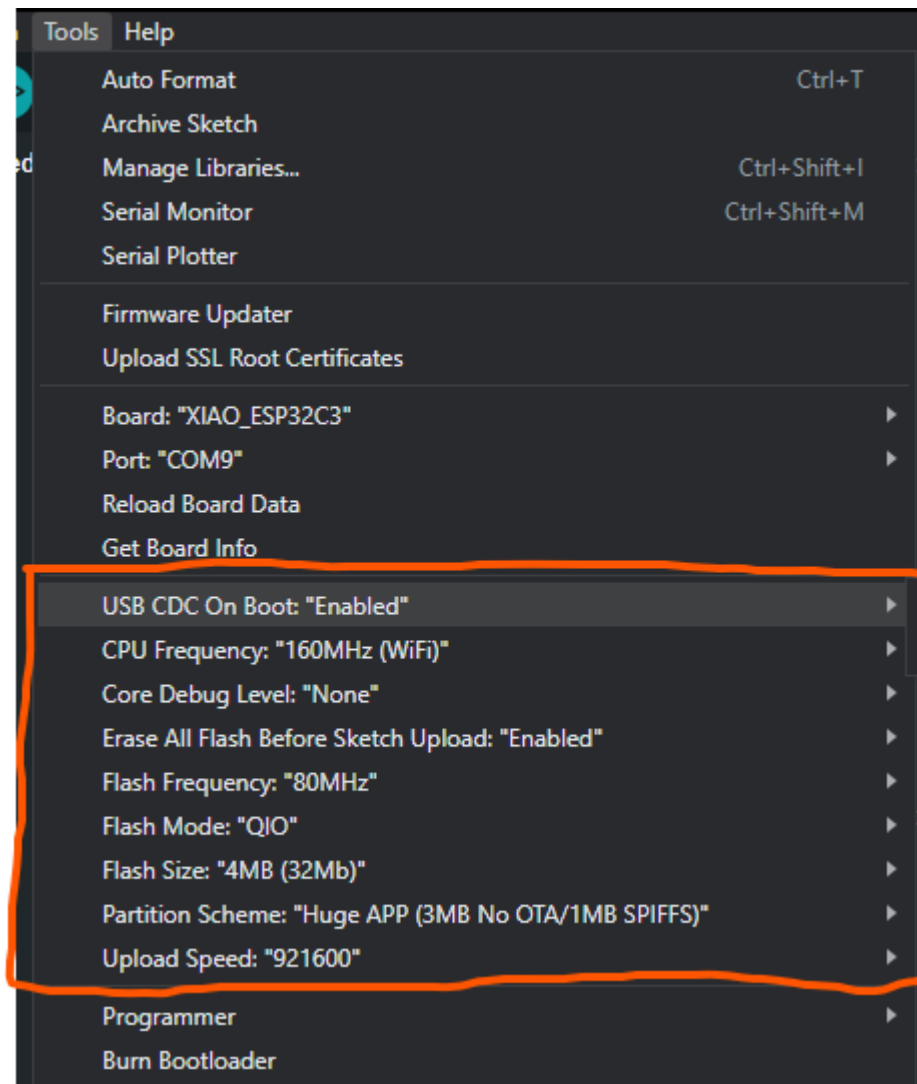 Tools Help
Auto Format Ctrl+T
Archive Sketch
ed
Manage Libraries... Ctrl+Shift+I
Serial Monitor Ctrl+Shift+M
Serial Plotter
Firmware Updater
Upload SSL Root Certificates
Board: "XIAO_ESP32C3"
Port: "COM9"
Reload Board Data
Get Board Info
USB CDC On Boot: "Enabled"
CPU Frequency: "160MHz (WiFi)"
Core Debug Level: "None"
Erase All Flash Before Sketch Upload: "Enabled"
Flash Frequency: "80MHz"
Flash Mode: "QIO"
Flash Size: "4MB (32Mb)"
Partition Scheme: "Huge APP (3MB No OTA/1MB SPIFFS)"
Upload Speed: "921600"
Programmer
Burn Bootloader